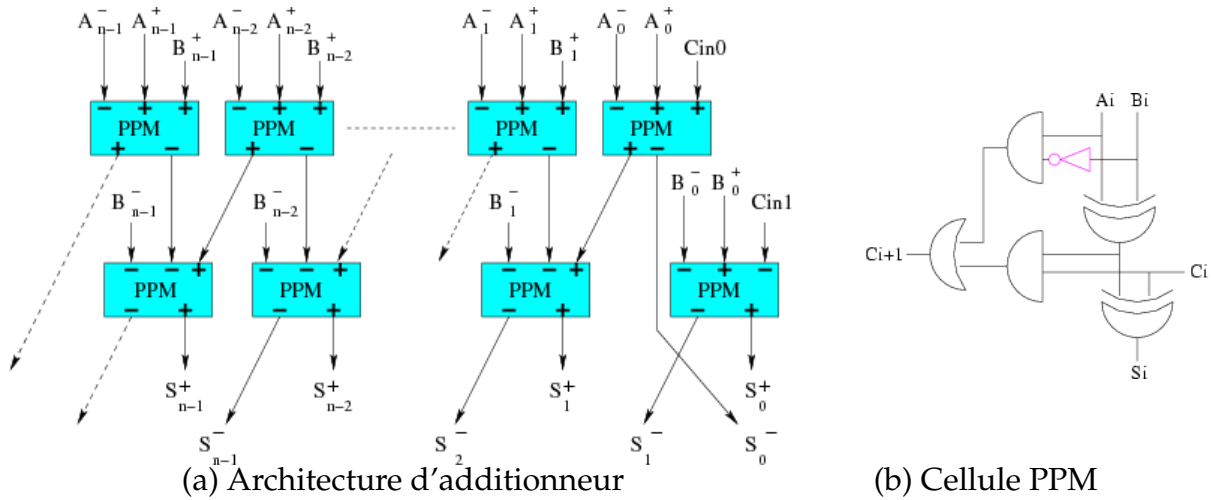 A⁻ₙ₋₁ A⁺ₙ₋₁ A⁻ₙ₋₂ A⁺ₙ₋₂ A⁻₁ A⁺₁ A⁻₀ A⁺₀
B⁺ₙ₋₁ B⁺ₙ₋₂ B⁺₁ Cin0
− + + − + + − + + − + +
PPM PPM PPM PPM
+ − + − + − + −
B⁻ₙ₋₁ B⁻ₙ₋₂ B⁻₁ B⁻₀ B⁺₀ Cin1
− − + − − + − − + − + −
PPM PPM PPM PPM
− + − + − + − +
S⁺ₙ₋₁ S⁺ₙ₋₂ S⁺₁ S⁺₀
S⁻ₙ₋₁ S⁻₂ S⁻₁ S⁻₀
(a) Architecture d'additionneur
Ai Bi
Ci+1
Ci
Si
(b) Cellule PPM